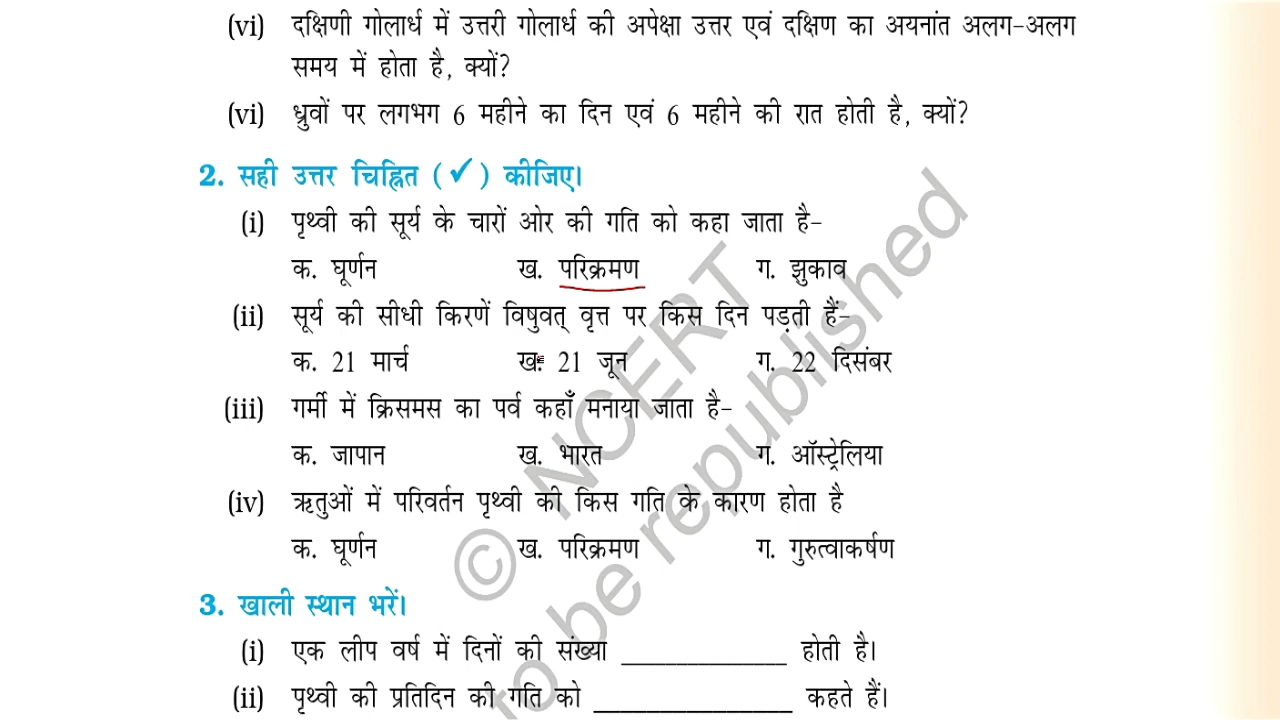 (vi) दक्षिणी गोलार्ध में उत्तरी गोलार्ध की अपेक्षा उत्तर एवं दक्षिण का अयनांत अलग-अलग
समय में होता है, क्यों?
(vi) ध्रुवों पर लगभग 6 महीने का दिन एवं 6 महीने की रात होती है, क्यों?
2. सही उत्तर चिह्नित (✓) कीजिए।
(i) पृथ्वी की सूर्य के चारों ओर की गति को कहा जाता है-
क. घूर्णन ख. परिक्रमण ग. झुकाव
(ii) सूर्य की सीधी किरणें विषुवत् वृत्त पर किस दिन पड़ती हैं-
क. 21 मार्च ख. 21 जून ग. 22 दिसंबर
(iii) गर्मी में क्रिसमस का पर्व कहाँ मनाया जाता है-
क. जापान ख. भारत ग. ऑस्ट्रेलिया
(iv) ऋतुओं में परिवर्तन पृथ्वी की किस गति के कारण होता है
क. घूर्णन ख. परिक्रमण ग. गुरुत्वाकर्षण
3. खाली स्थान भरें।
(i) एक लीप वर्ष में दिनों की संख्या _______________ होती है।
(ii) पृथ्वी की प्रतिदिन की गति को _______________ कहते हैं।
© NCERT
to be republished